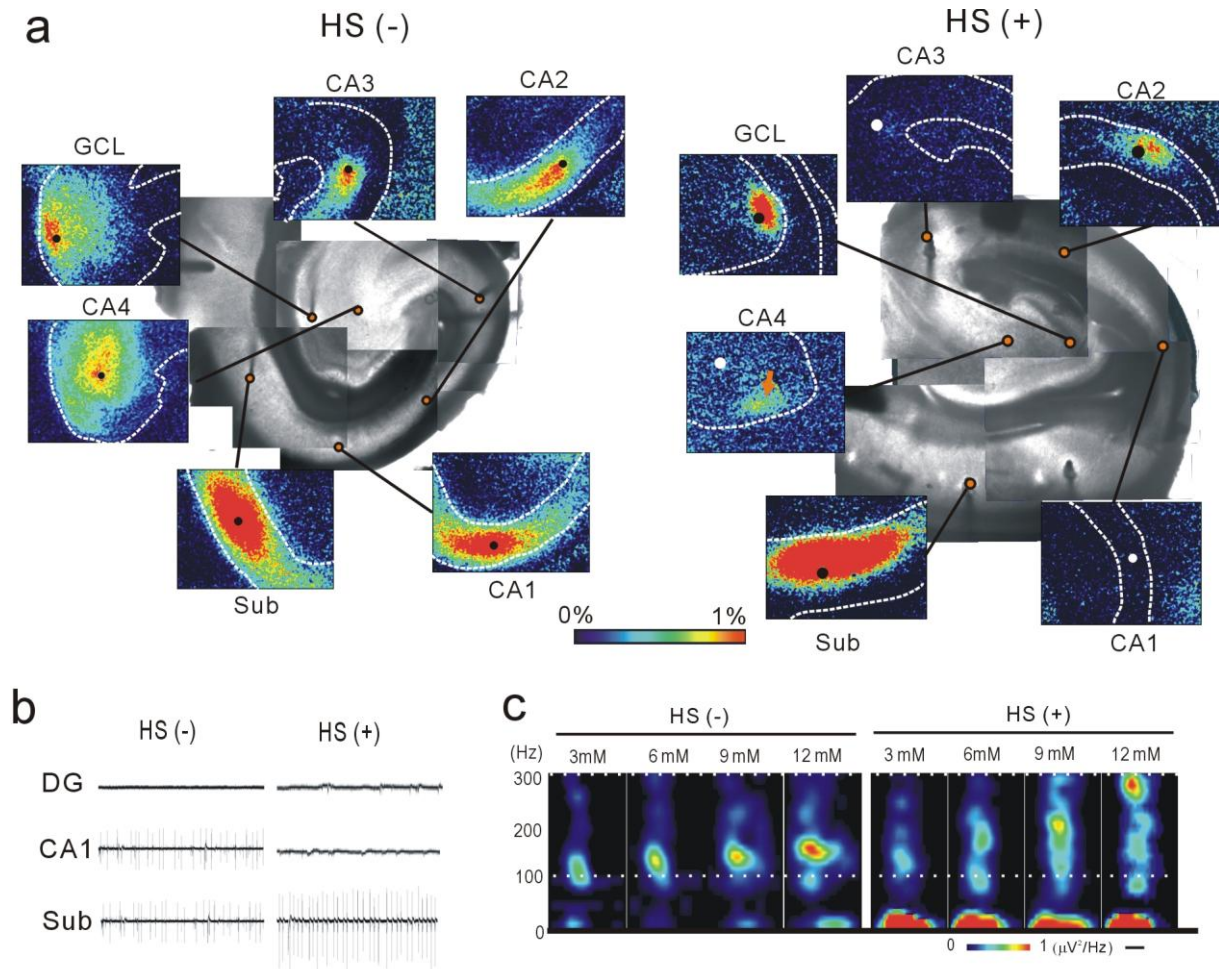 a
HS (-)
HS (+)
CA3
CA2
GCL
CA4
Sub
CA1
CA3
CA2
GCL
CA4
Sub
CA1
0%
1%
b
HS (-)
HS (+)
DG
CA1
Sub
c
HS (-)
HS (+)
(Hz)
3mM
6 mM
9 mM
12 mM
3 mM
6mM
9 mM
12 mM
300
200
100
0
0
1 (μV²/Hz)